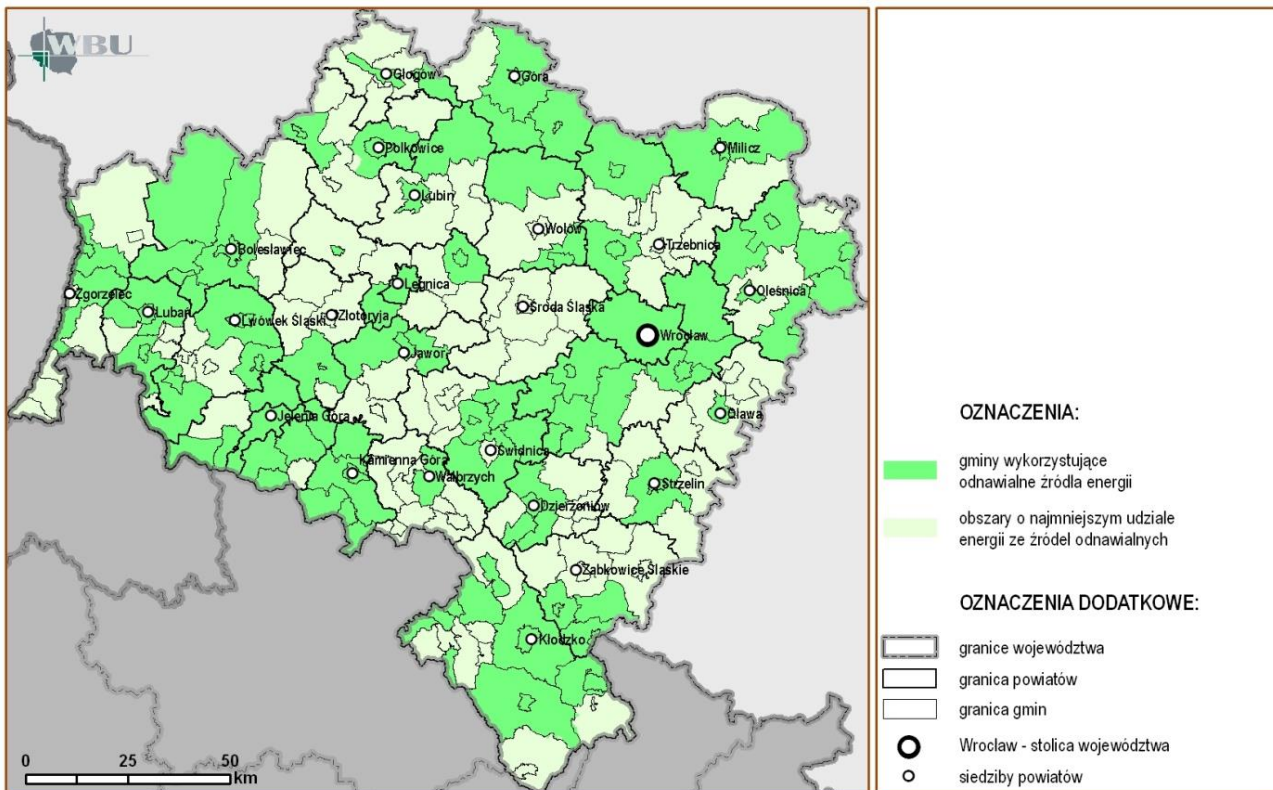 WBU
Głogów
Góra
Polkowice
Milicz
Lubin
Wołów
Trzebnica
Bolesławiec
Zgorzelec
Legnica
Oleśnica
Lubań
Środa Śląska
Lwówek Śląski
Złotoryja
Wrocław
Jawor
Jelenia Góra
Oława
Świdnica
Kamienna Góra
Wałbrzych
Strzelin
Dzierżoniów
Ząbkowice Śląskie
Kłodzko
0 25 50
km
OZNACZENIA:
gminy wykorzystujące
odnawialne źródła energii
obszary o najmniejszym udziale
energii ze źródeł odnawialnych
OZNACZENIA DODATKOWE:
granice województwa
granica powiatów
granica gmin
Wrocław - stolica województwa
siedziby powiatów